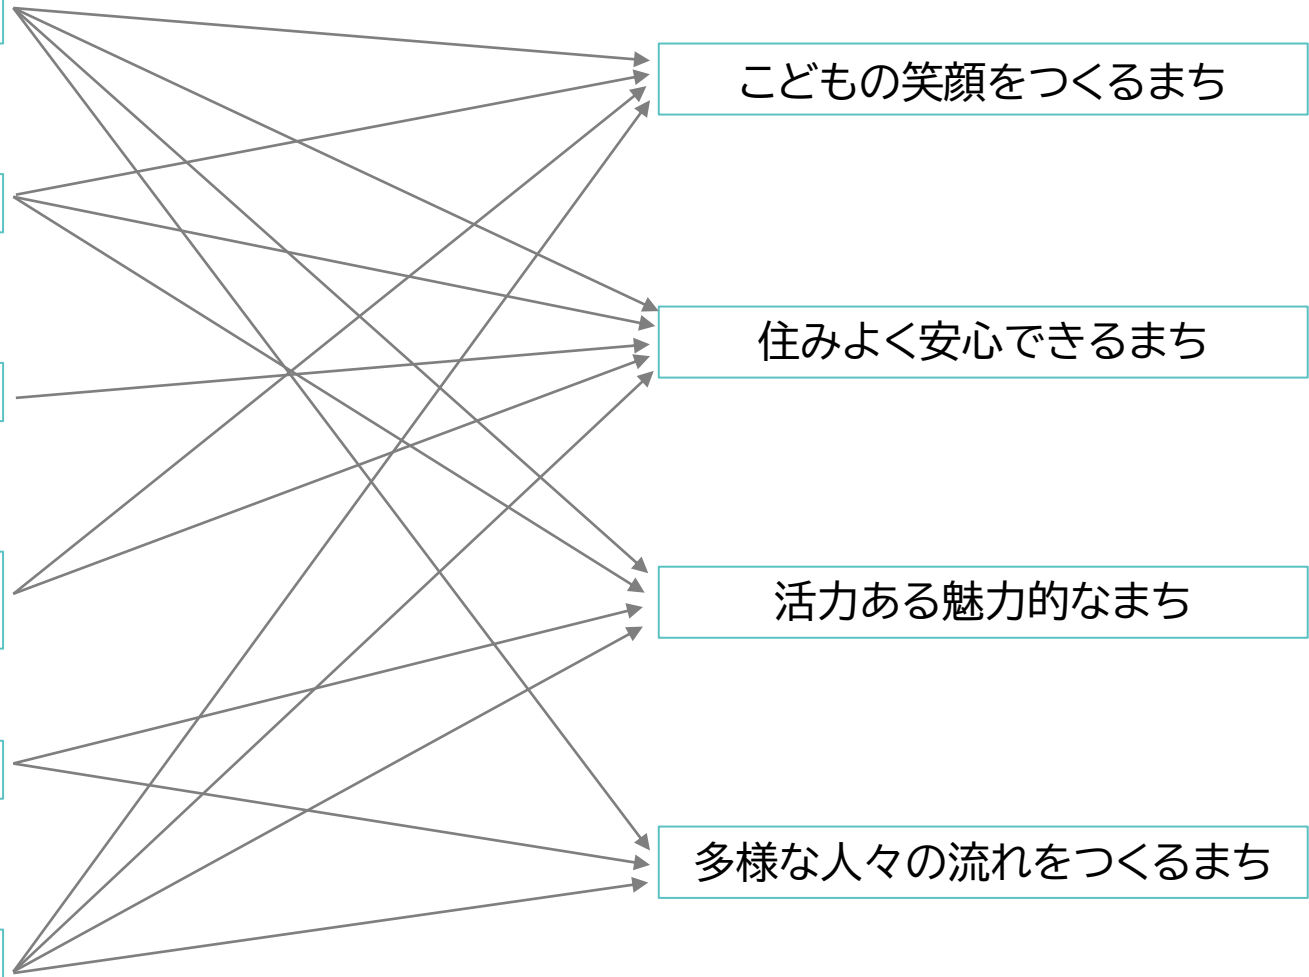 こどもの笑顔をつくるまち
住みよく安心できるまち
活力ある魅力的なまち
多様な人々の流れをつくるまち